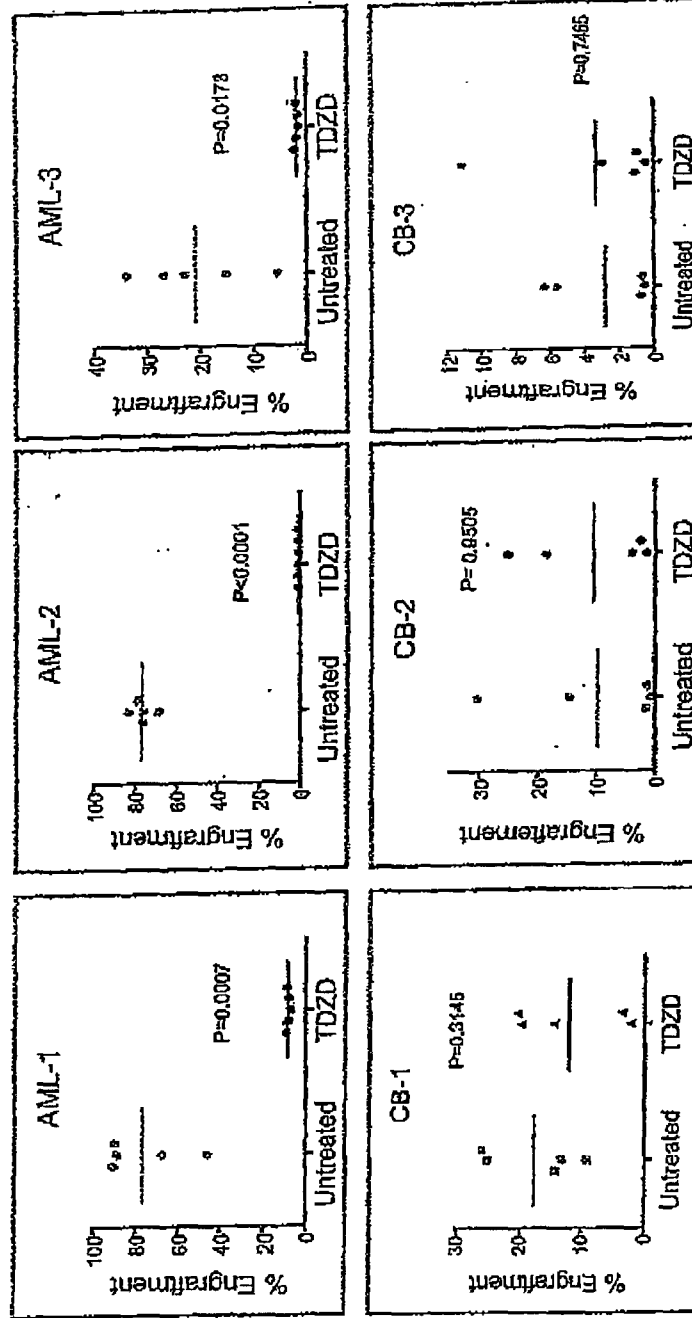 AML-1
% Engraftment
100
80
60
40
20
0
P=0.0007
Untreated
TDZD
AML-2
% Engraftment
100
80
60
40
20
0
P<0.0001
Untreated
TDZD
AML-3
% Engraftment
40
30
20
10
0
P=0.0173
Untreated
TDZD
CB-1
% Engraftment
30
20
10
0
P=0.3145
Untreated
TDZD
CB-2
% Engraftement
30
20
10
0
P= 0.9505
Untreated
TDZD
CB-3
% Engraftment
12
10
8
6
4
2
0
P=0.7465
Untreated
TDZD